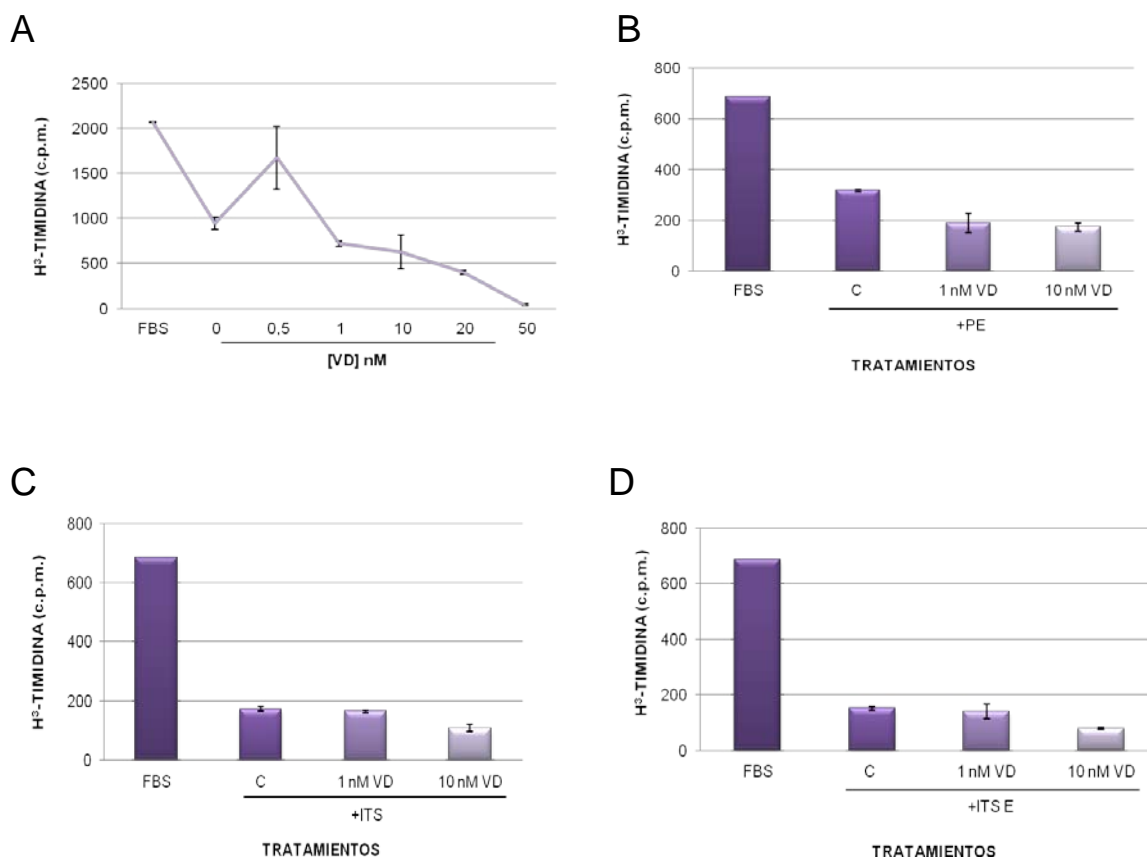 A
H³-TIMIDINA (c.p.m.)
2500
2000
1500
1000
500
0
FBS 0 0,5 1 10 20 50
[VD] nM
B
H³-TIMIDINA (c.p.m.)
800
600
400
200
0
FBS C 1 nM VD 10 nM VD
+PE
TRATAMIENTOS
C
H³-TIMIDINA (c.p.m.)
800
600
400
200
0
FBS C 1 nM VD 10 nM VD
+ITS
TRATAMIENTOS
D
H³-TIMIDINA (c.p.m.)
800
600
400
200
0
FBS C 1 nM VD 10 nM VD
+ITS E
TRATAMIENTOS